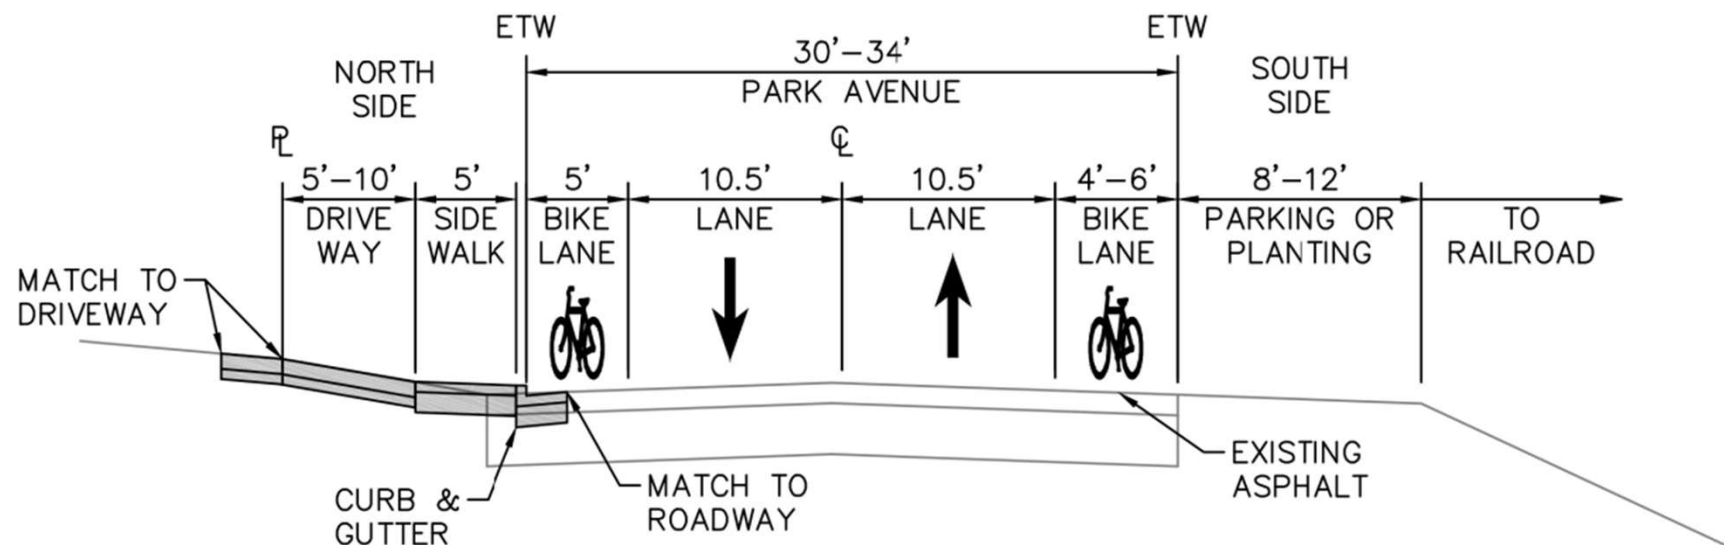 ETW
ETW
30'-34'
PARK AVENUE
NORTH
SIDE
SOUTH
SIDE
PL
CL
5'-10'
DRIVE
WAY
5'
SIDE
WALK
5'
BIKE
LANE
10.5'
LANE
10.5'
LANE
4'-6'
BIKE
LANE
8'-12'
PARKING OR
PLANTING
TO
RAILROAD
MATCH TO
DRIVEWAY
CURB &
GUTTER
MATCH TO
ROADWAY
EXISTING
ASPHALT